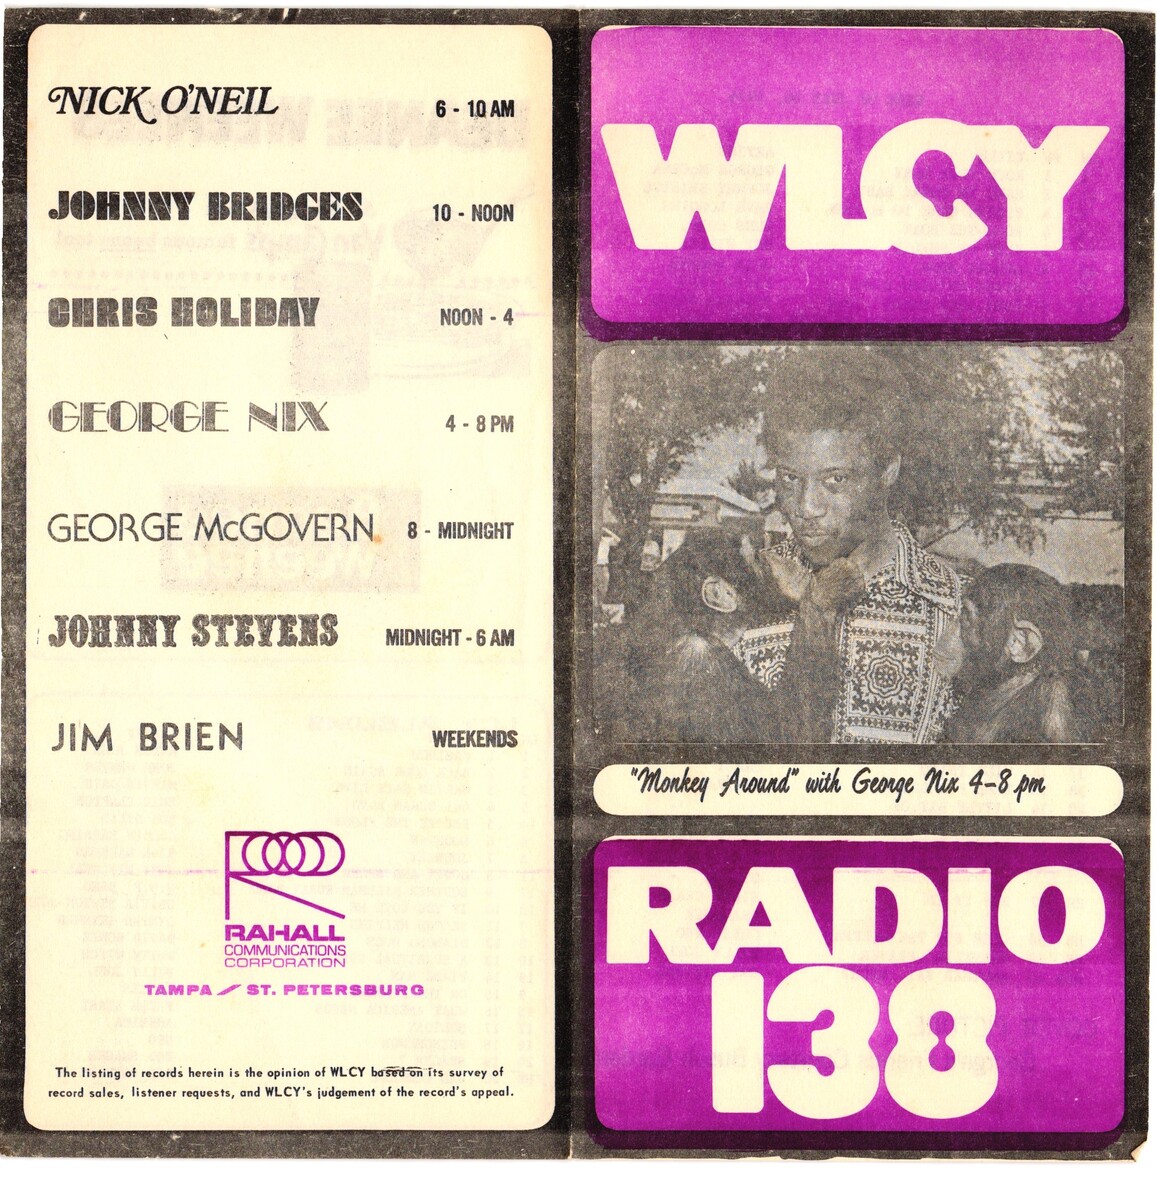 NICK O'NEIL 6 - 10 AM
JOHNNY BRIDGES 10 - NOON
CHRIS HOLIDAY NOON - 4
GEORGE NIX 4 - 8 PM
GEORGE McGOVERN 8 - MIDNIGHT
JOHNNY STEVENS MIDNIGHT - 6 AM
JIM BRIEN WEEKENDS
RAHALL
COMMUNICATIONS
CORPORATION
TAMPA / ST. PETERSBURG
The listing of records herein is the opinion of WLCY based on its survey of
record sales, listener requests, and WLCY's judgement of the record's appeal.
WLCY
"Monkey Around" with George Nix 4-8 pm
RADIO
138